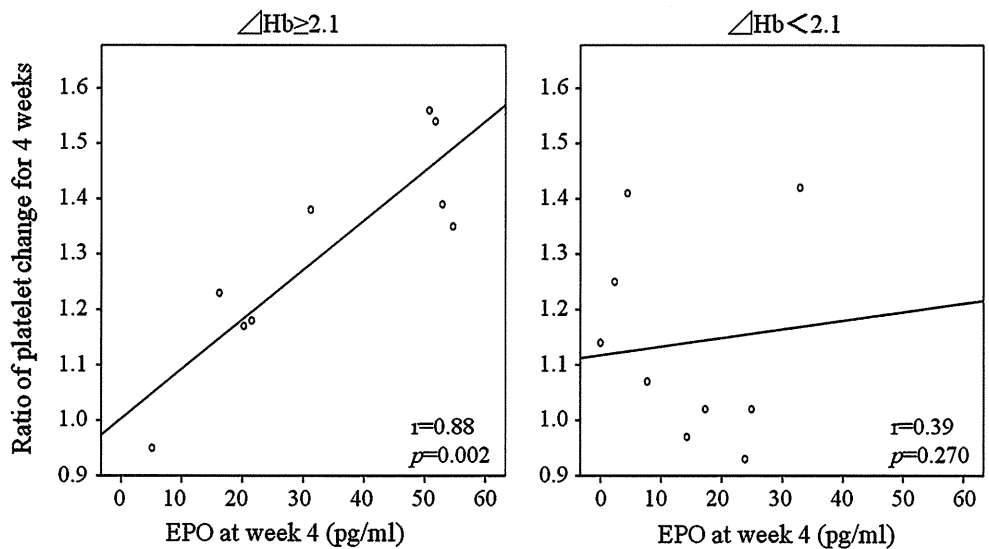 ⊿Hb≥2.1
⊿Hb<2.1
Ratio of platelet change for 4 weeks
1.6
1.5
1.4
1.3
1.2
1.1
1.0
0.9
r=0.88
p=0.002
0 10 20 30 40 50 60
EPO at week 4 (pg/ml)
1.6
1.5
1.4
1.3
1.2
1.1
1.0
0.9
r=0.39
p=0.270
0 10 20 30 40 50 60
EPO at week 4 (pg/ml)